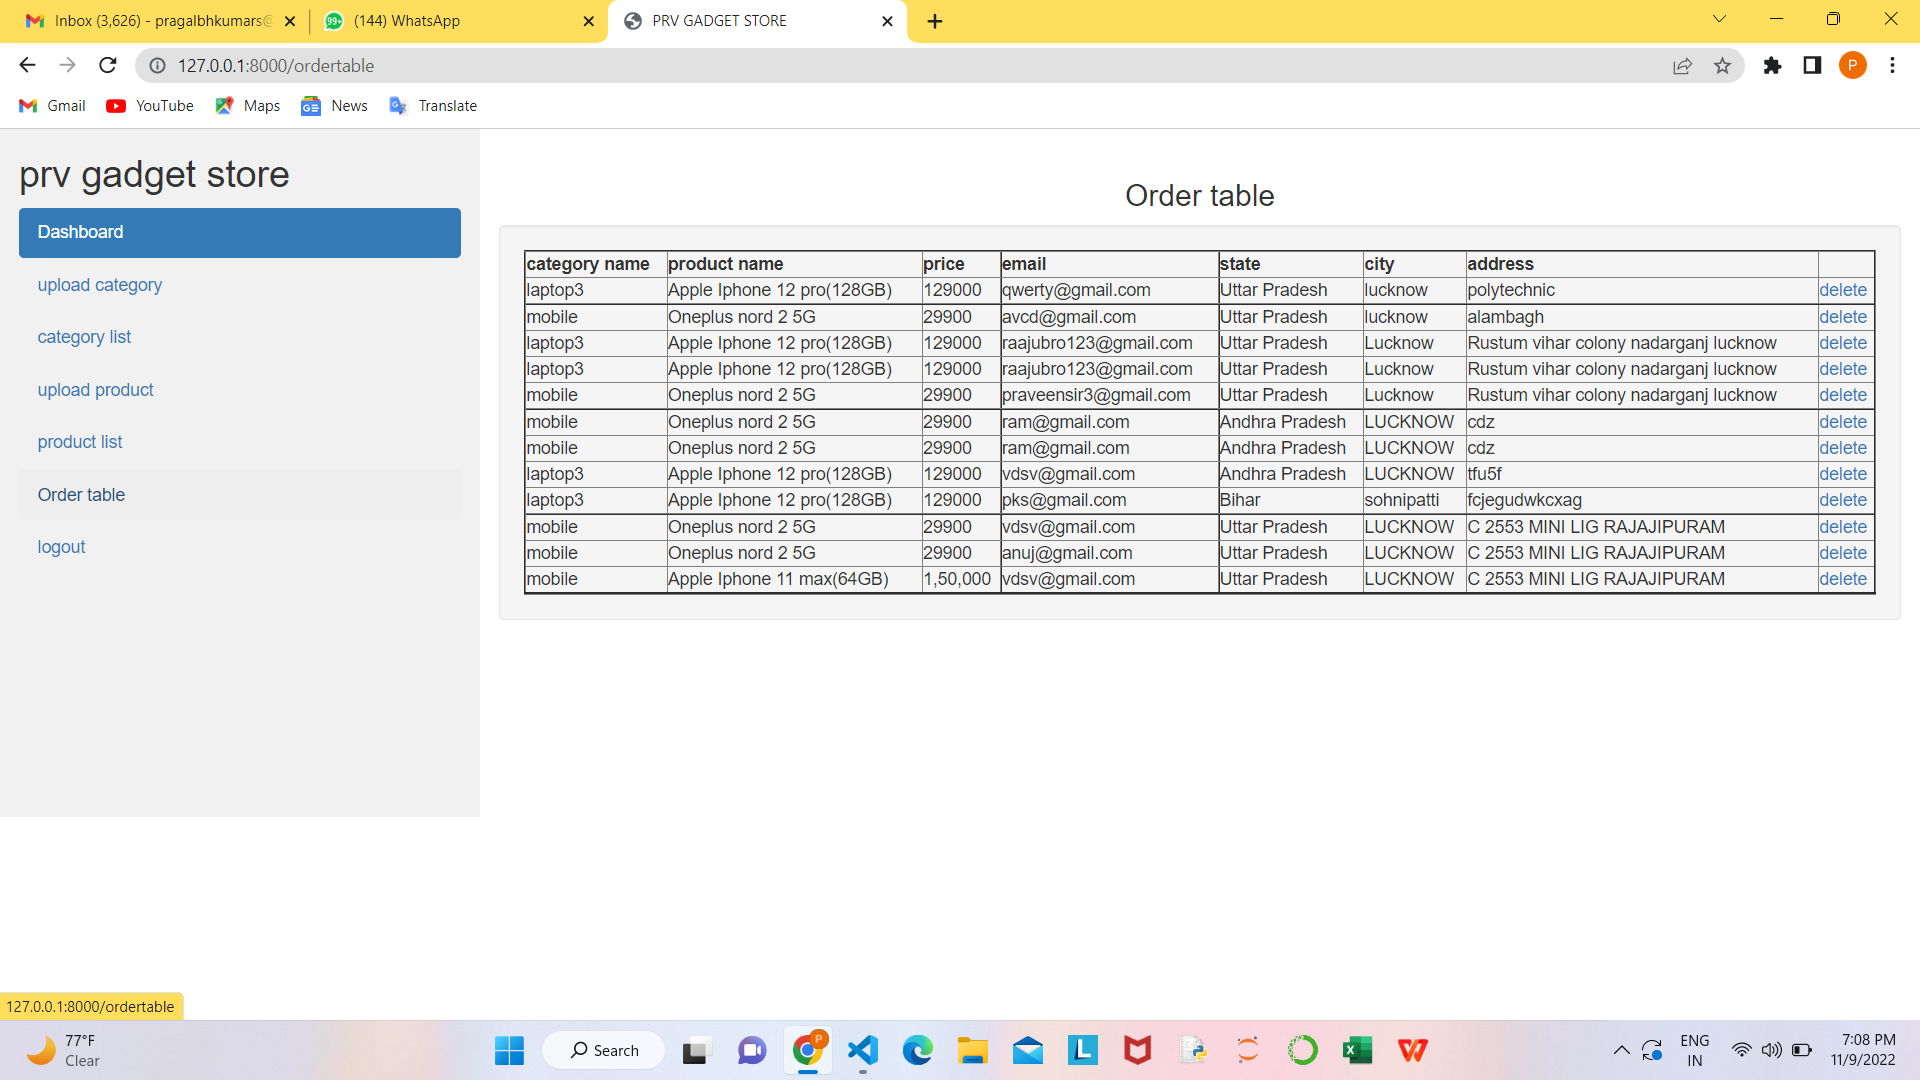 Inbox (3,626) - pragalbhkumars@
(144) WhatsApp
PRV GADGET STORE
127.0.0.1:8000/ordertable
P
Gmail
YouTube
Maps
News
Translate
prv gadget store
Dashboard
upload category
category list
upload product
product list
Order table
logout
Order table
category name product name price email state city address
laptop3 Apple Iphone 12 pro(128GB) 129000 qwerty@gmail.com Uttar Pradesh lucknow polytechnic delete
mobile Oneplus nord 2 5G 29900 avcd@gmail.com Uttar Pradesh lucknow alambagh delete
laptop3 Apple Iphone 12 pro(128GB) 129000 raajubro123@gmail.com Uttar Pradesh Lucknow Rustum vihar colony nadarganj lucknow delete
laptop3 Apple Iphone 12 pro(128GB) 129000 raajubro123@gmail.com Uttar Pradesh Lucknow Rustum vihar colony nadarganj lucknow delete
mobile Oneplus nord 2 5G 29900 praveensir3@gmail.com Uttar Pradesh Lucknow Rustum vihar colony nadarganj lucknow delete
mobile Oneplus nord 2 5G 29900 ram@gmail.com Andhra Pradesh LUCKNOW cdz delete
mobile Oneplus nord 2 5G 29900 ram@gmail.com Andhra Pradesh LUCKNOW cdz delete
laptop3 Apple Iphone 12 pro(128GB) 129000 vdsv@gmail.com Andhra Pradesh LUCKNOW tfu5f delete
laptop3 Apple Iphone 12 pro(128GB) 129000 pks@gmail.com Bihar sohnipatti fcjegudwkcxag delete
mobile Oneplus nord 2 5G 29900 vdsv@gmail.com Uttar Pradesh LUCKNOW C 2553 MINI LIG RAJAJIPURAM delete
mobile Oneplus nord 2 5G 29900 anuj@gmail.com Uttar Pradesh LUCKNOW C 2553 MINI LIG RAJAJIPURAM delete
mobile Apple Iphone 11 max(64GB) 1,50,000 vdsv@gmail.com Uttar Pradesh LUCKNOW C 2553 MINI LIG RAJAJIPURAM delete
127.0.0.1:8000/ordertable
77°F
Clear
Search
P
L
ENG
IN
7:08 PM
11/9/2022